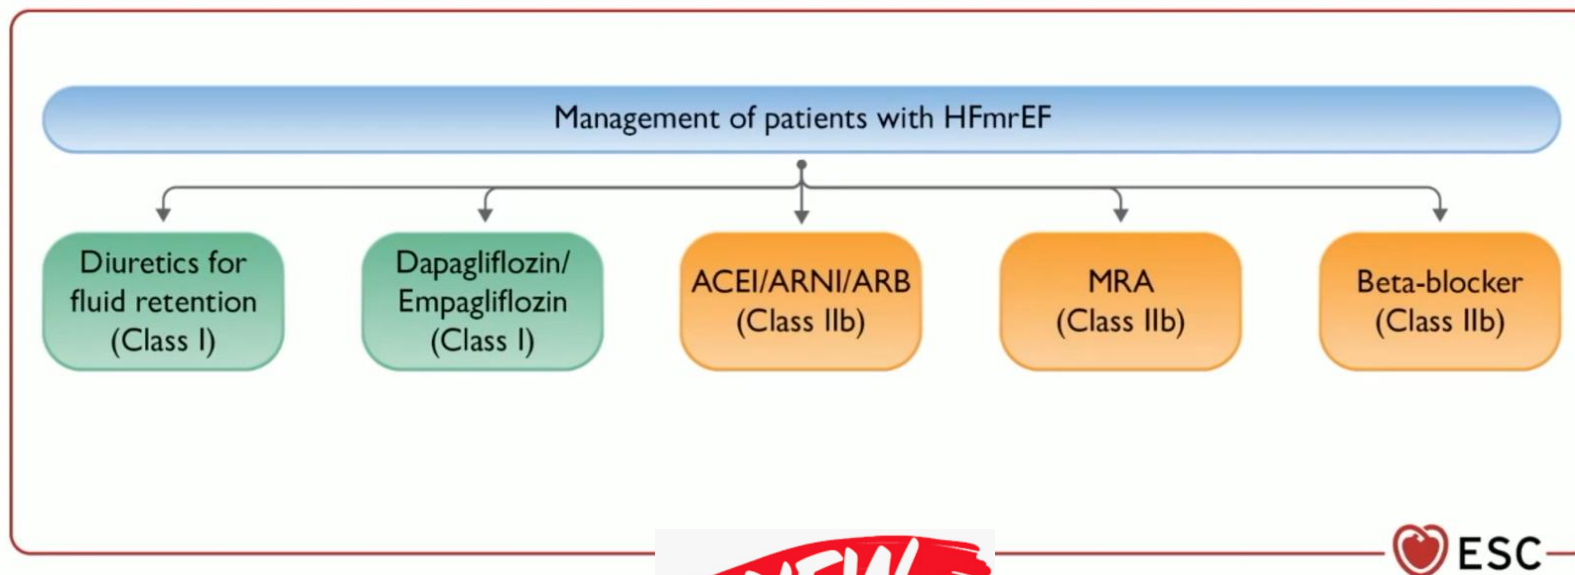 Management of patients with HFmrEF
Diuretics for
fluid retention
(Class I)
Dapagliflozin/
Empagliflozin
(Class I)
ACEI/ARNI/ARB
(Class IIb)
MRA
(Class IIb)
Beta-blocker
(Class IIb)
NEW
ESC